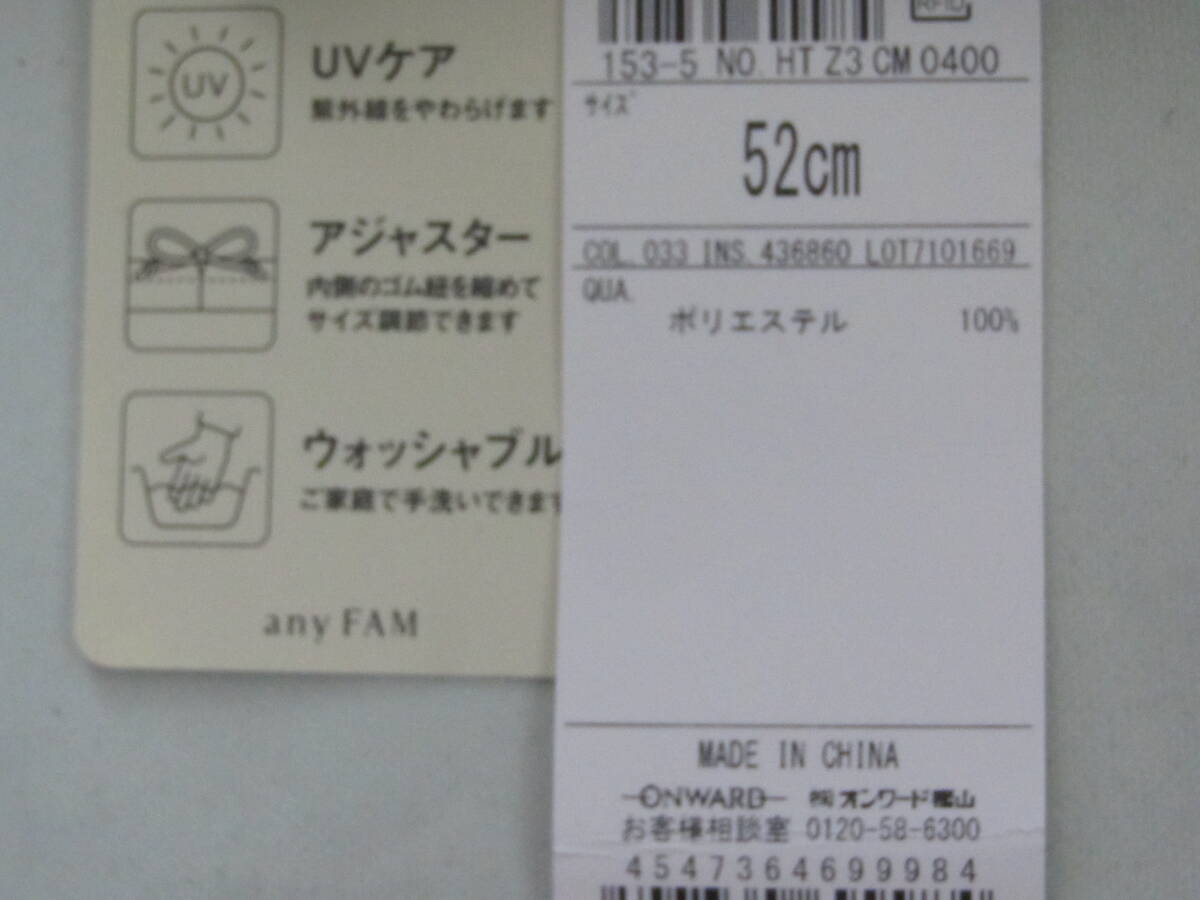 UV
UVケア
紫外線をやわらげます
アジャスター
内側のゴム紐を縮めて
サイズ調節できます
ウォッシャブル
ご家庭で手洗いできます
any FAM
RFID
153-5 NO. HT Z3 CM 0400
サイズ
52cm
COL. 033 INS. 436860 LOT7101669
QUA.
ポリエステル 100%
MADE IN CHINA
ONWARD ㈱オンワード樫山
お客様相談室 0120-58-6300
4547364699984